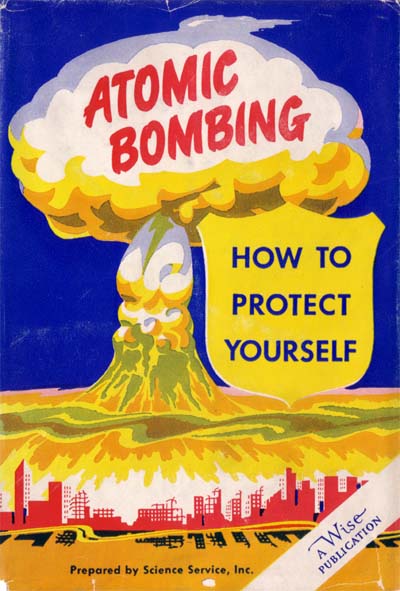 ATOMIC
BOMBING
HOW TO
PROTECT
YOURSELF
A Wise
PUBLICATION
Prepared by Science Service, Inc.